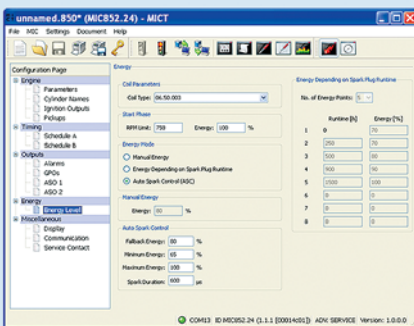 unnamed.850* (MIC852.24) - MICT
File MIC Settings Document Help
Configuration Page
Engine
Parameters
Cylinder Names
Ignition Outputs
Pickups
Timing
Schedule A
Schedule B
Outputs
Alarms
GPOs
ASO 1
ASO 2
Energy
Energy Level
Miscellaneous
Display
Communication
Service Contact
Energy
Coil Parameters
Coil Type: 06.50.003
Start Phase
RPM Limit: 750 Energy: 100 %
Energy Mode
Manual Energy
Energy Depending on Spark Plug Runtime
Auto Spark Control (ASC)
Manual Energy
Energy: 80 %
Auto Spark Control
Fallback Energy: 80 %
Minimum Energy: 65 %
Maximum Energy: 100 %
Spark Duration: 600 µs
Energy Depending on Spark Plug Runtime
No. of Energy Points: 5
Runtime [h] Energy [%]
1 0 70
2 250 70
3 500 80
4 900 90
5 1500 100
6 0 0
7 0 0
8 0 0
COM13 ID MIC852.24 (1.1.1 [00014c01]) ADV. SERVICE Version: 1.0.0.0